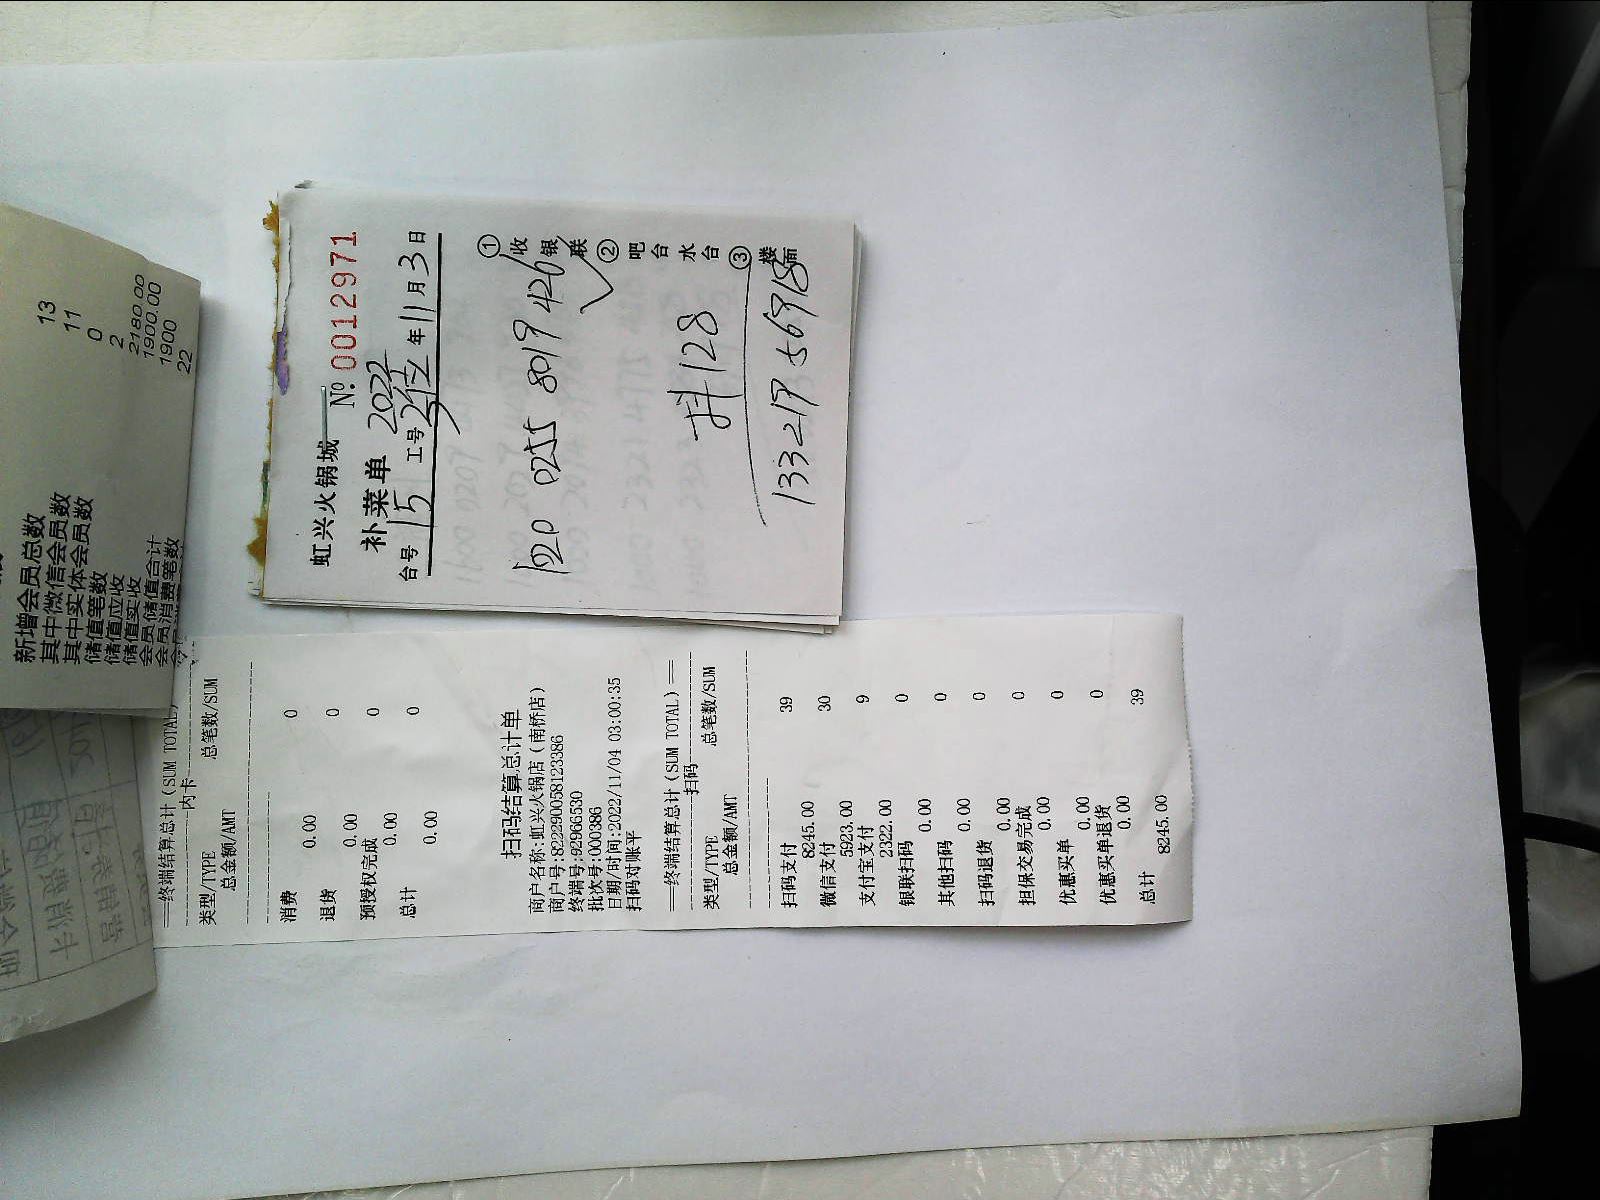 13
11
0
2
2180.00
1900.00
1900
22
新增会员总数
其中微信会员数
其中实体会员数
储值笔数
储值应收
储值实收
会员储值合计
会员消费笔数
虹兴火锅城 № 0012971
补菜单 2022
台号 15 工号 年 11 月 3 日
①收银联②吧台水台③楼面
1220 0255 8019 426
抖128
=终端结算总计(SUM TOTAL)
内卡
类型/TYPE 总笔数/SUM
总金额/AMT
消费 0
0.00
退货 0
0.00
预授权完成 0
0.00
总计 0
0.00
扫码结算总计单
商户名称:虹兴火锅店(南桥店)
商户号:822290058123386
终端号:92966530
批次号:000386
日期/时间:2022/11/04 03:00:35
扫码对账平
==终端结算总计(SUM TOTAL)==
扫码
类型/TYPE 总笔数/SUM
总金额/AMT
扫码支付 39
8245.00
微信支付 30
5923.00
支付宝支付 9
2322.00
银联扫码 0
0.00
其他扫码 0
0.00
扫码退货 0
0.00
担保交易完成 0
0.00
优惠买单 0
0.00
优惠买单退货 0
0.00
总计 39
8245.00